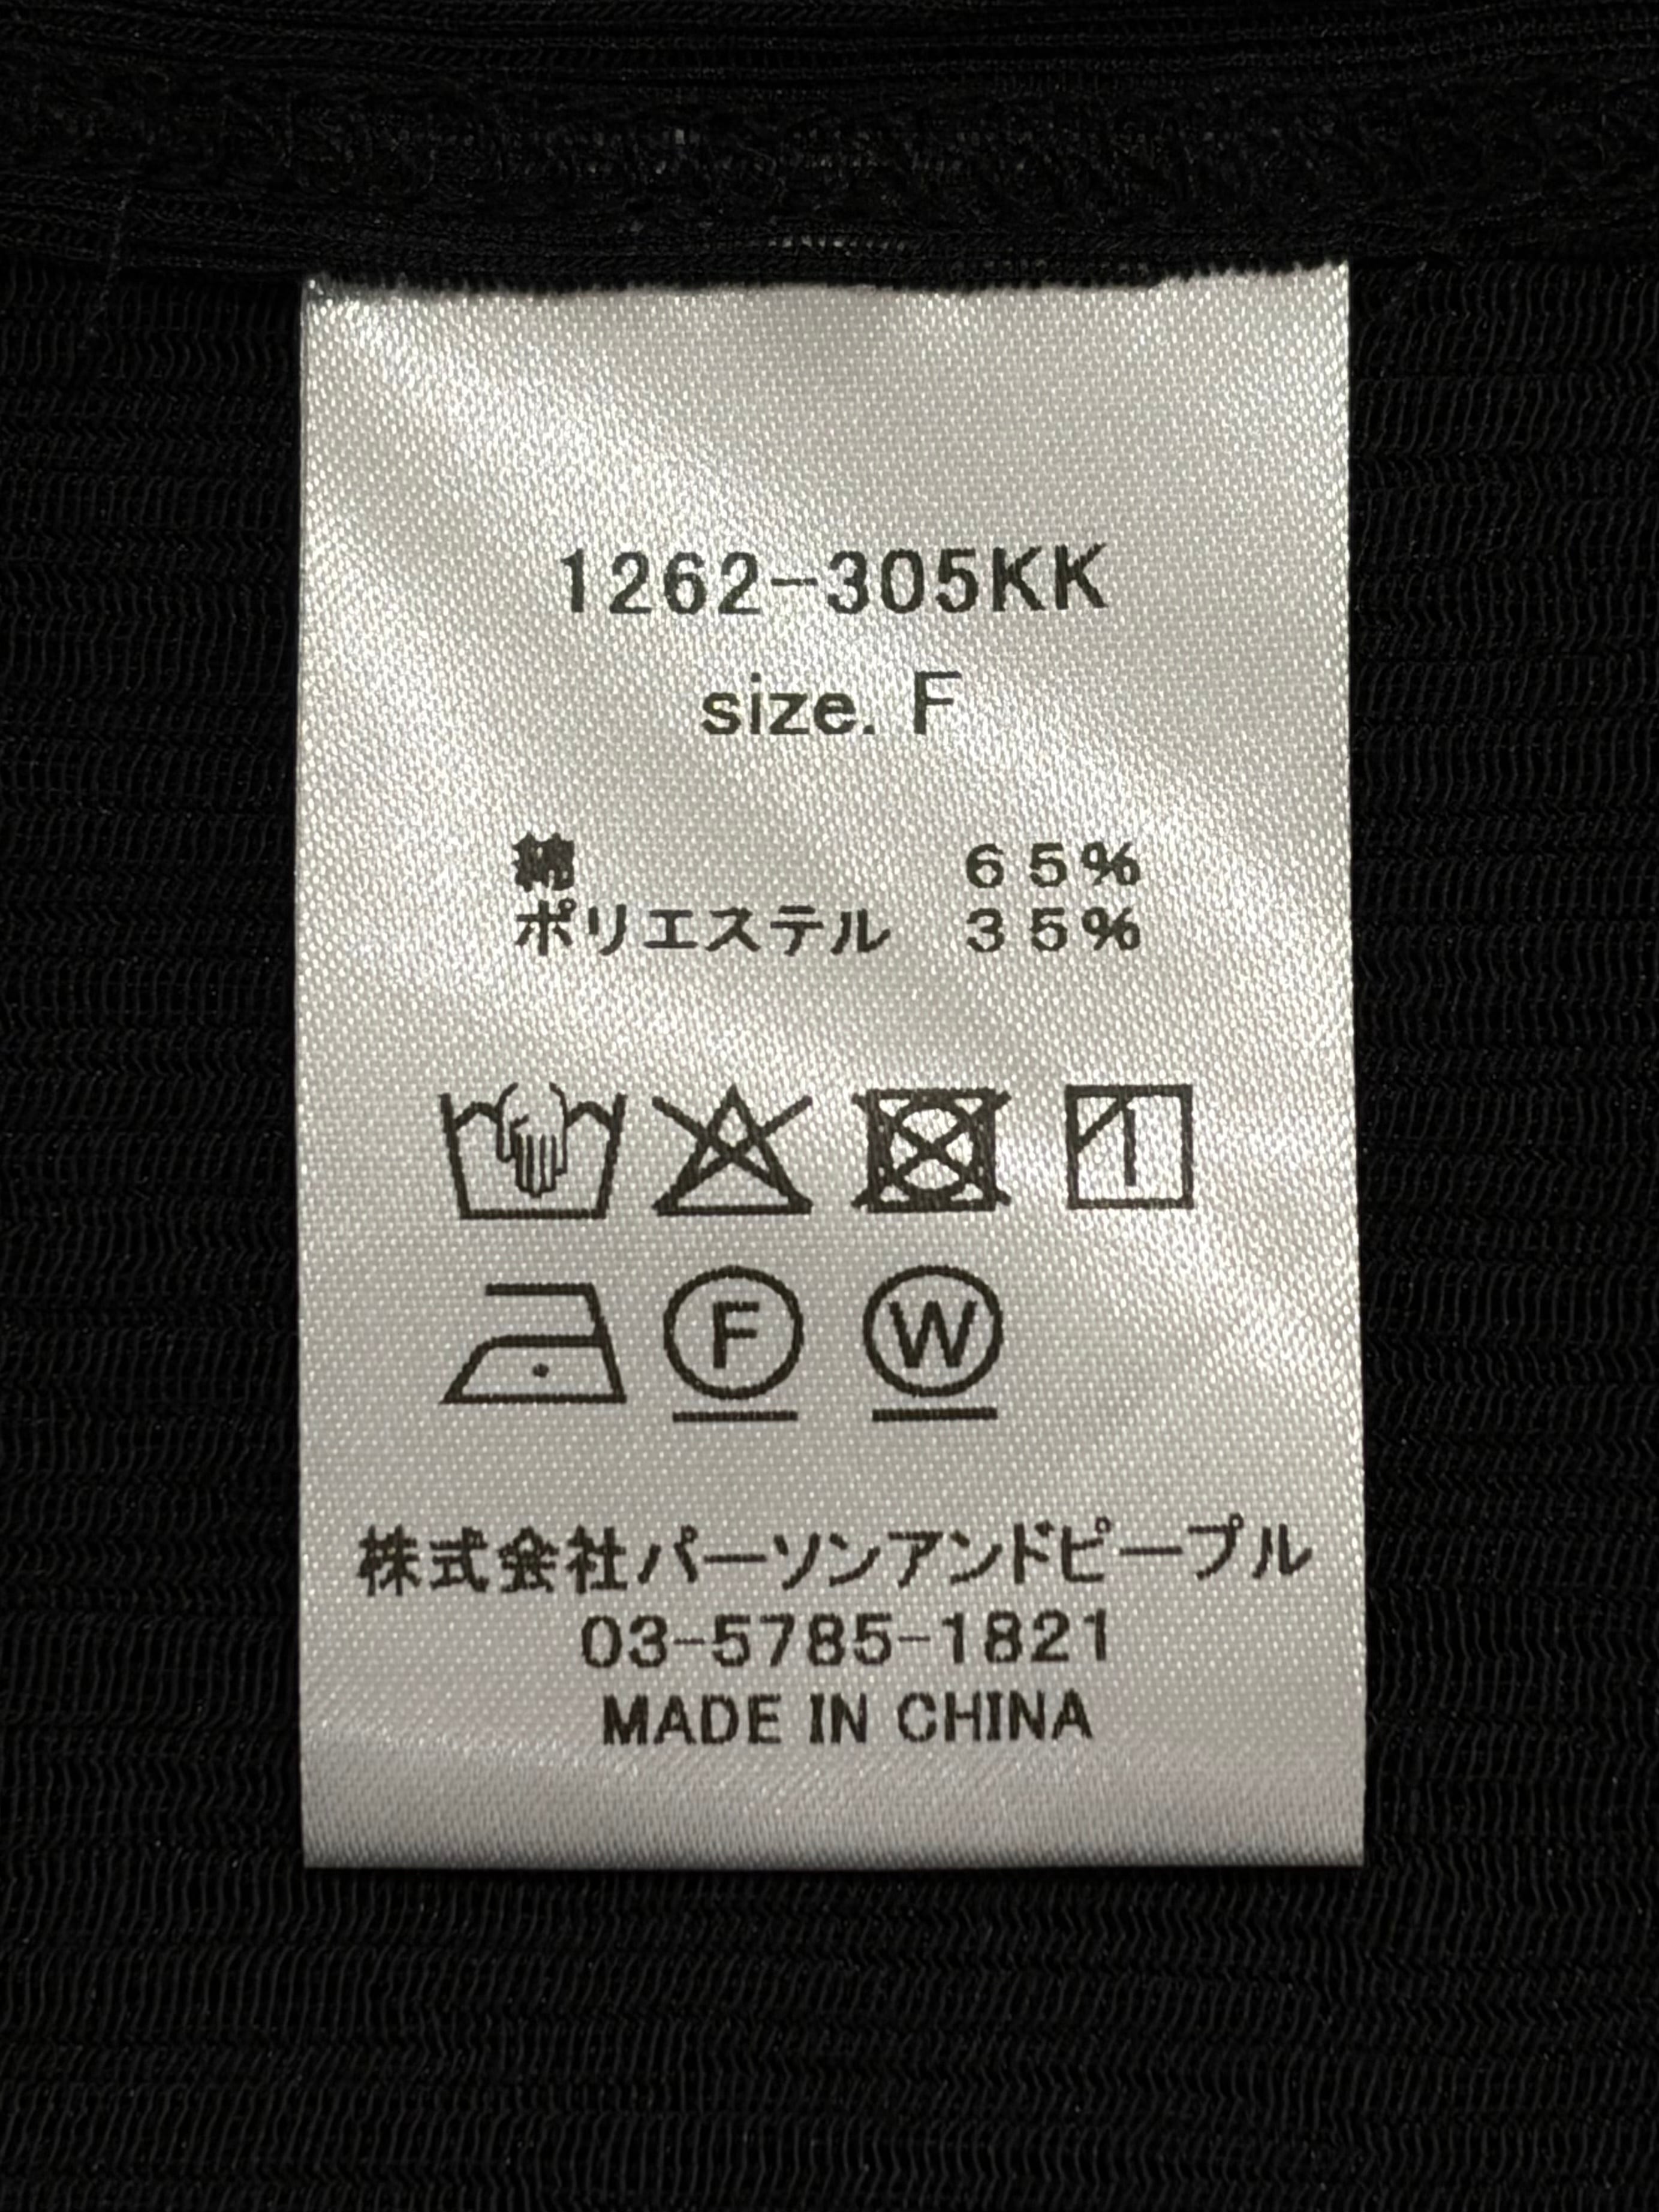 1262-305KK
size. F
綿 65%
ポリエステル 35%
F W
株式会社パーソンアンドピープル
03-5785-1821
MADE IN CHINA